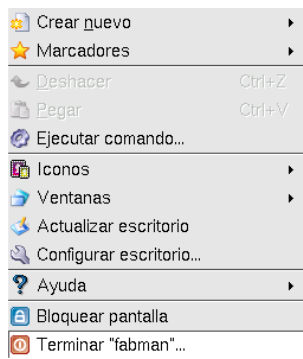 Crear nuevo
Marcadores
Deshacer Ctrl+Z
Pegar Ctrl+V
Ejecutar comando...
Iconos
Ventanas
Actualizar escritorio
Configurar escritorio...
Ayuda
Bloquear pantalla
Terminar "fabman"...